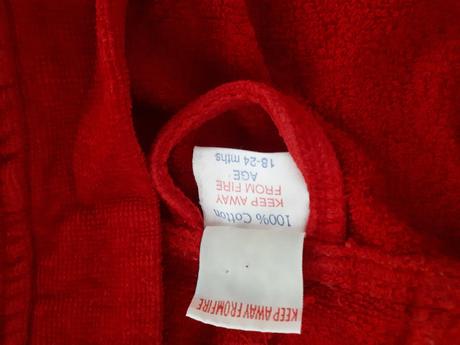 100% Cotton
KEEP AWAY
FROM FIRE
AGE
18-24 mths.
KEEP AWAY FROM FIRE